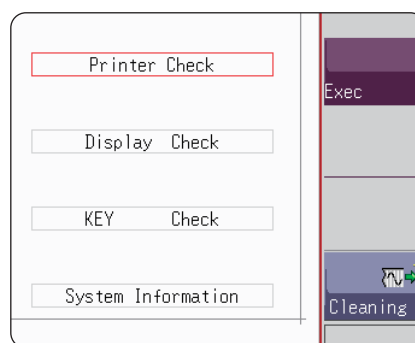 Printer Check
Exec
Display Check
KEY Check
System Information
Cleaning